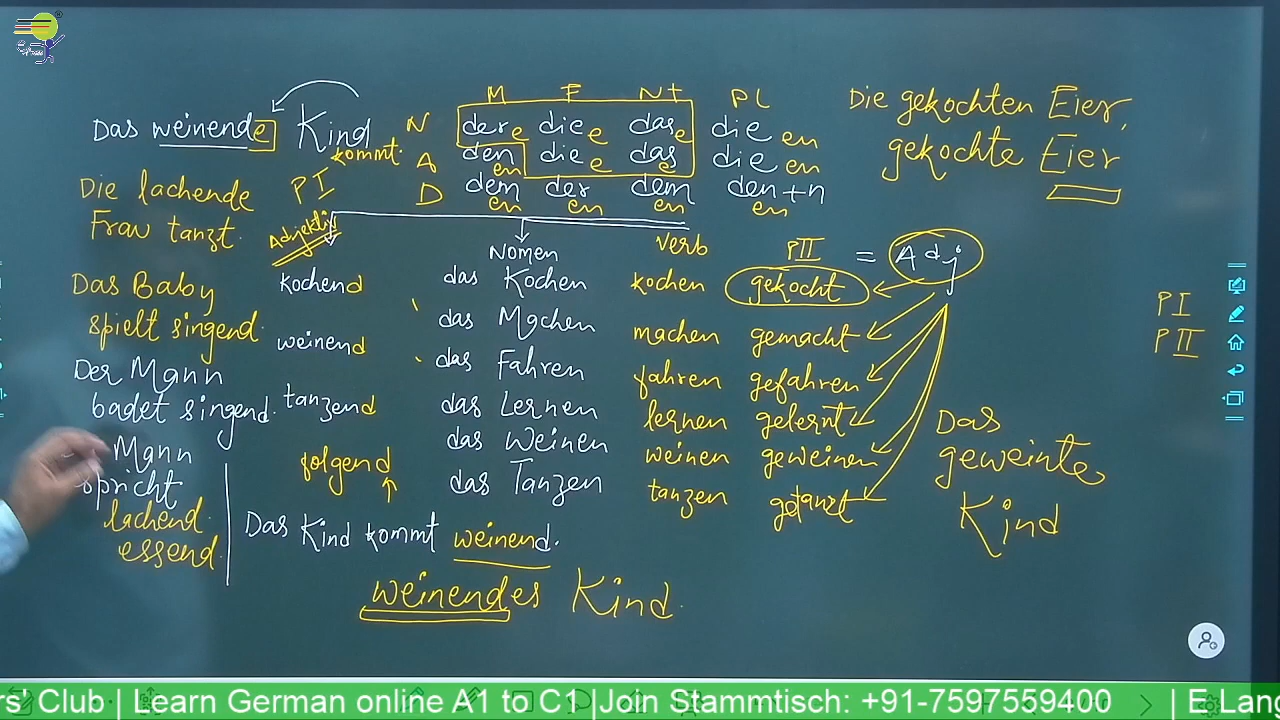 Das weinende Kind
kommt.
Die lachende PI
Frau tanzt.
Das Baby
spielt singend.
Der Mann
badet singend.
Mann
spricht
lachend.
essend.
M F Nt Pl
N der e die e das e die en
A den en die e das e die en
D dem en der en dem en den + n en
Adjektiv
kochend
weinend
tanzend
folgend
Nomen
das Kochen
das Machen
das Fahren
das Lernen
das Weinen
das Tanzen
Verb
kochen
machen
fahren
lernen
weinen
tanzen
PII = Adj
gekocht
gemacht
gefahren
gelernt
geweinen
getanzt
Die gekochten Eier,
gekochte Eier
PI
PII
Das
geweinte
Kind
Das Kind kommt weinend.
weinendes Kind.
rs' Club | Learn German online A1 to C1 |Join Stammtisch: +91-7597559400 | E Lang